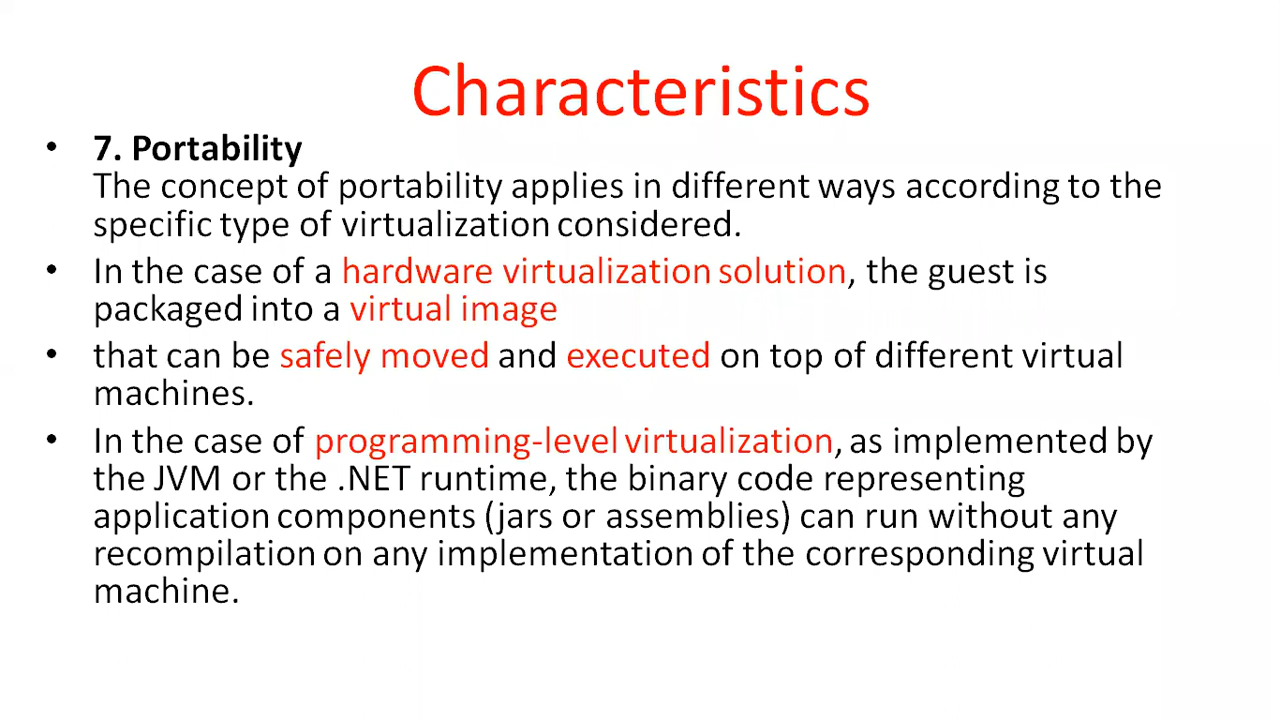 Characteristics
• 7. Portability
The concept of portability applies in different ways according to the
specific type of virtualization considered.
• In the case of a hardware virtualization solution, the guest is
packaged into a virtual image
• that can be safely moved and executed on top of different virtual
machines.
• In the case of programming-level virtualization, as implemented by
the JVM or the .NET runtime, the binary code representing
application components (jars or assemblies) can run without any
recompilation on any implementation of the corresponding virtual
machine.